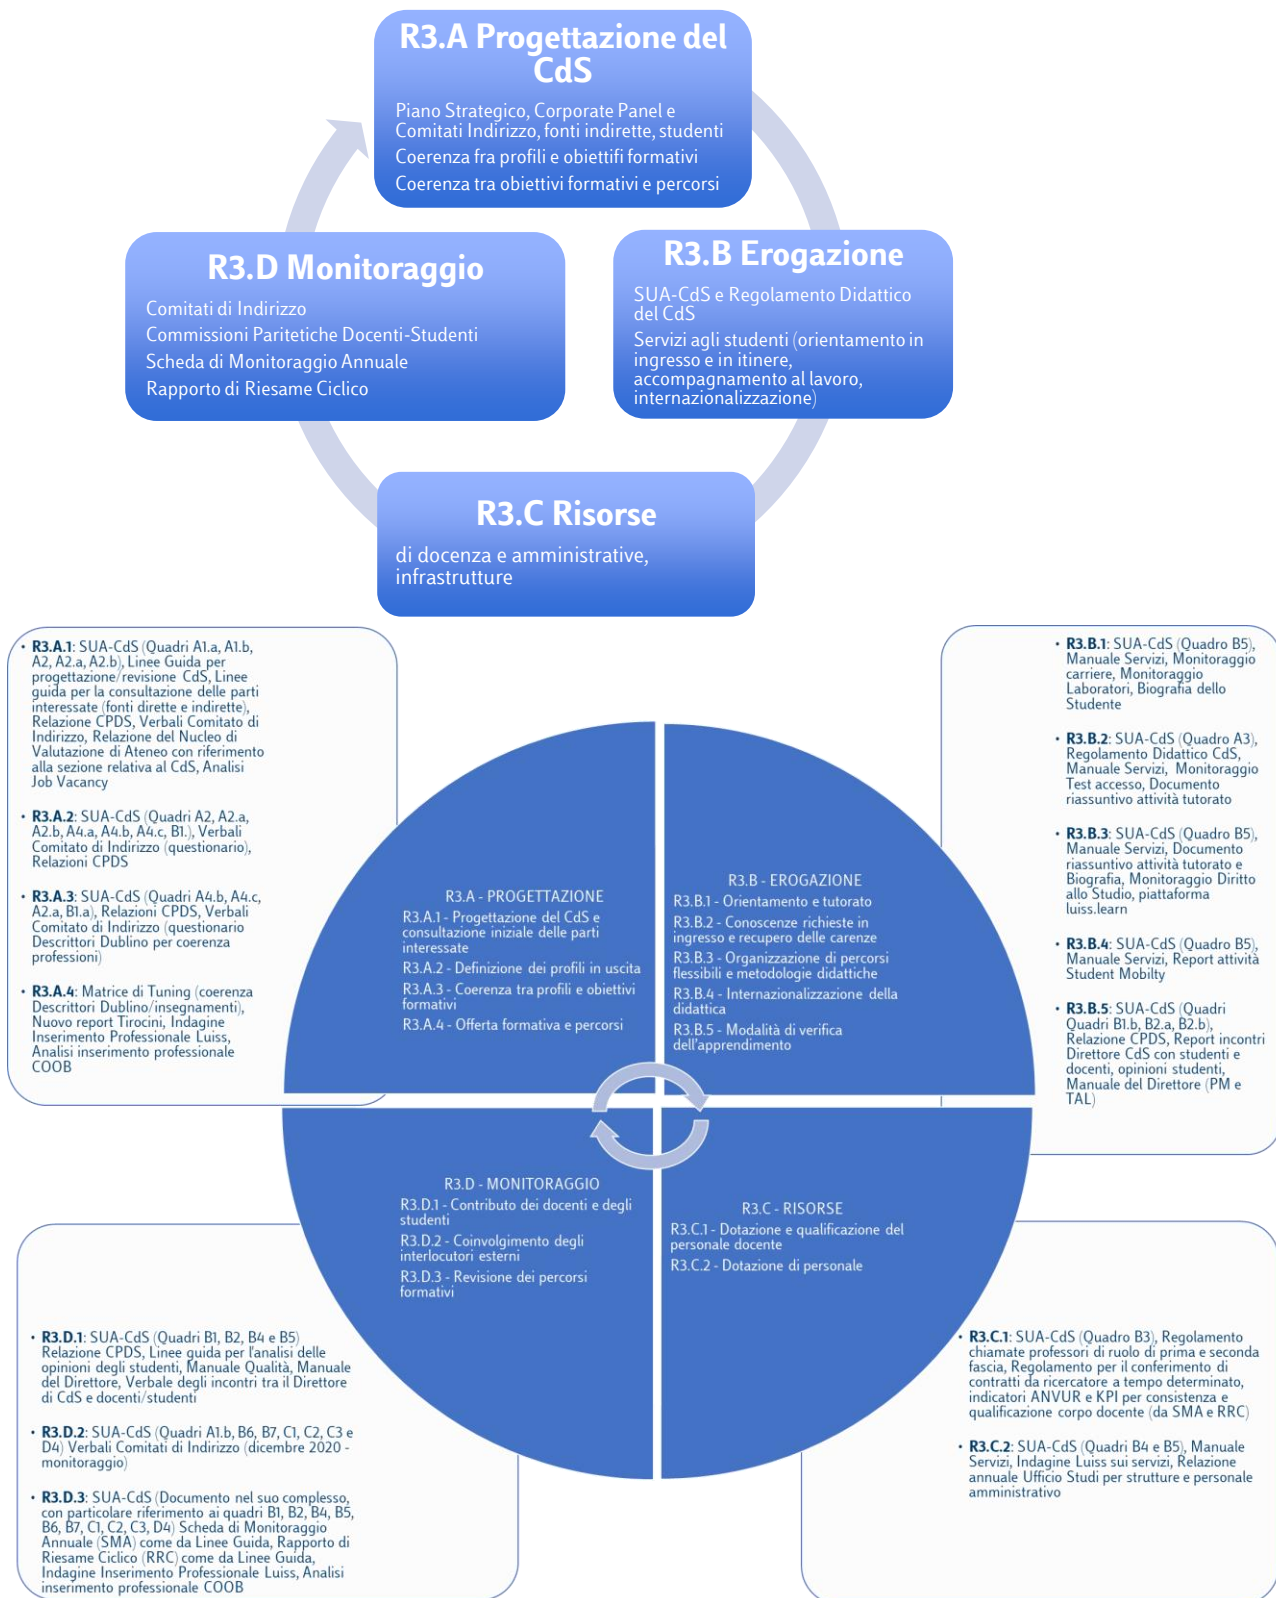 R3.A Progettazione del
CdS
Piano Strategico, Corporate Panel e
Comitati Indirizzo, fonti indirette, studenti
Coerenza fra profili e obiettifi formativi
Coerenza tra obiettivi formativi e percorsi
R3.D Monitoraggio
Comitati di Indirizzo
Commissioni Paritetiche Docenti-Studenti
Scheda di Monitoraggio Annuale
Rapporto di Riesame Ciclico
R3.B Erogazione
SUA-CdS e Regolamento Didattico
del CdS
Servizi agli studenti (orientamento in
ingresso e in itinere,
accompagnamento al lavoro,
internazionalizzazione)
R3.C Risorse
di docenza e amministrative,
infrastrutture
• R3.A.1: SUA-CdS (Quadri A1.a, A1.b,
A2, A2.a, A2.b), Linee Guida per
progettazione/revisione CdS, Linee
guida per la consultazione delle parti
interessate (fonti dirette e indirette),
Relazione CPDS, Verbali Comitato di
Indirizzo, Relazione del Nucleo di
Valutazione di Ateneo con riferimento
alla sezione relativa al CdS, Analisi
Job Vacancy
• R3.A.2: SUA-CdS (Quadri A2, A2.a,
A2.b, A4.a, A4.b, A4.c, B1.), Verbali
Comitato di Indirizzo (questionario),
Relazioni CPDS
• R3.A.3: SUA-CdS (Quadri A4.b, A4.c,
A2.a, B1.a), Relazioni CPDS, Verbali
Comitato di Indirizzo (questionario
Descrittori Dublino per coerenza
professioni)
• R3.A.4: Matrice di Tuning (coerenza
Descrittori Dublino/insegnamenti),
Nuovo report Tirocini, Indagine
Inserimento Professionale Luiss,
Analisi inserimento professionale
COOB
• R3.B.1: SUA-CdS (Quadro B5),
Manuale Servizi, Monitoraggio
carriere, Monitoraggio
Laboratori, Biografia dello
Studente
• R3.B.2: SUA-CdS (Quadro A3),
Regolamento Didattico CdS,
Manuale Servizi, Monitoraggio
Test accesso, Documento
riassuntivo attività tutorato
• R3.B.3: SUA-CdS (Quadro B5),
Manuale Servizi, Documento
riassuntivo attività tutorato e
Biografia, Monitoraggio Diritto
allo Studio, piattaforma
luiss.learn
• R3.B.4: SUA-CdS (Quadro B5),
Manuale Servizi, Report attività
Student Mobilty
• R3.B.5: SUA-CdS (Quadri
Quadri B1.b, B2.a, B2.b),
Relazione CPDS, Report incontri
Direttore CdS con studenti e
docenti, opinioni studenti,
Manuale del Direttore (PM e
TAL)
R3.A - PROGETTAZIONE
R3.A.1 - Progettazione del CdS e
consultazione iniziale delle parti
interessate
R3.A.2 - Definizione dei profili in uscita
R3.A.3 - Coerenza tra profili e obiettivi
formativi
R3.A.4 - Offerta formativa e percorsi
R3.B - EROGAZIONE
R3.B.1 - Orientamento e tutorato
R3.B.2 - Conoscenze richieste in
ingresso e recupero delle carenze
R3.B.3 - Organizzazione di percorsi
flessibili e metodologie didattiche
R3.B.4 - Internazionalizzazione della
didattica
R3.B.5 - Modalità di verifica
dell'apprendimento
R3.D - MONITORAGGIO
R3.D.1 - Contributo dei docenti e degli
studenti
R3.D.2 - Coinvolgimento degli
interlocutori esterni
R3.D.3 - Revisione dei percorsi
formativi
R3.C - RISORSE
R3.C.1 - Dotazione e qualificazione del
personale docente
R3.C.2 - Dotazione di personale
• R3.D.1: SUA-CdS (Quadri B1, B2, B4 e B5)
Relazione CPDS, Linee guida per l'analisi delle
opinioni degli studenti, Manuale Qualità, Manuale
del Direttore, Verbale degli incontri tra il Direttore
di CdS e docenti/studenti
• R3.D.2: SUA-CdS (Quadri A1.b, B6, B7, C1, C2, C3 e
D4) Verbali Comitati di Indirizzo (dicembre 2020 -
monitoraggio)
• R3.D.3: SUA-CdS (Documento nel suo complesso,
con particolare riferimento ai quadri B1, B2, B4, B5,
B6, B7, C1, C2, C3, D4) Scheda di Monitoraggio
Annuale (SMA) come da Linee Guida, Rapporto di
Riesame Ciclico (RRC) come da Linee Guida,
Indagine Inserimento Professionale Luiss, Analisi
inserimento professionale COOB
• R3.C.1: SUA-CdS (Quadro B3), Regolamento
chiamate professori di ruolo di prima e seconda
fascia, Regolamento per il conferimento di
contratti da ricercatore a tempo determinato,
indicatori ANVUR e KPI per consistenza e
qualificazione corpo docente (da SMA e RRC)
• R3.C.2: SUA-CdS (Quadri B4 e B5), Manuale
Servizi, Indagine Luiss sui servizi, Relazione
annuale Ufficio Studi per strutture e personale
amministrativo